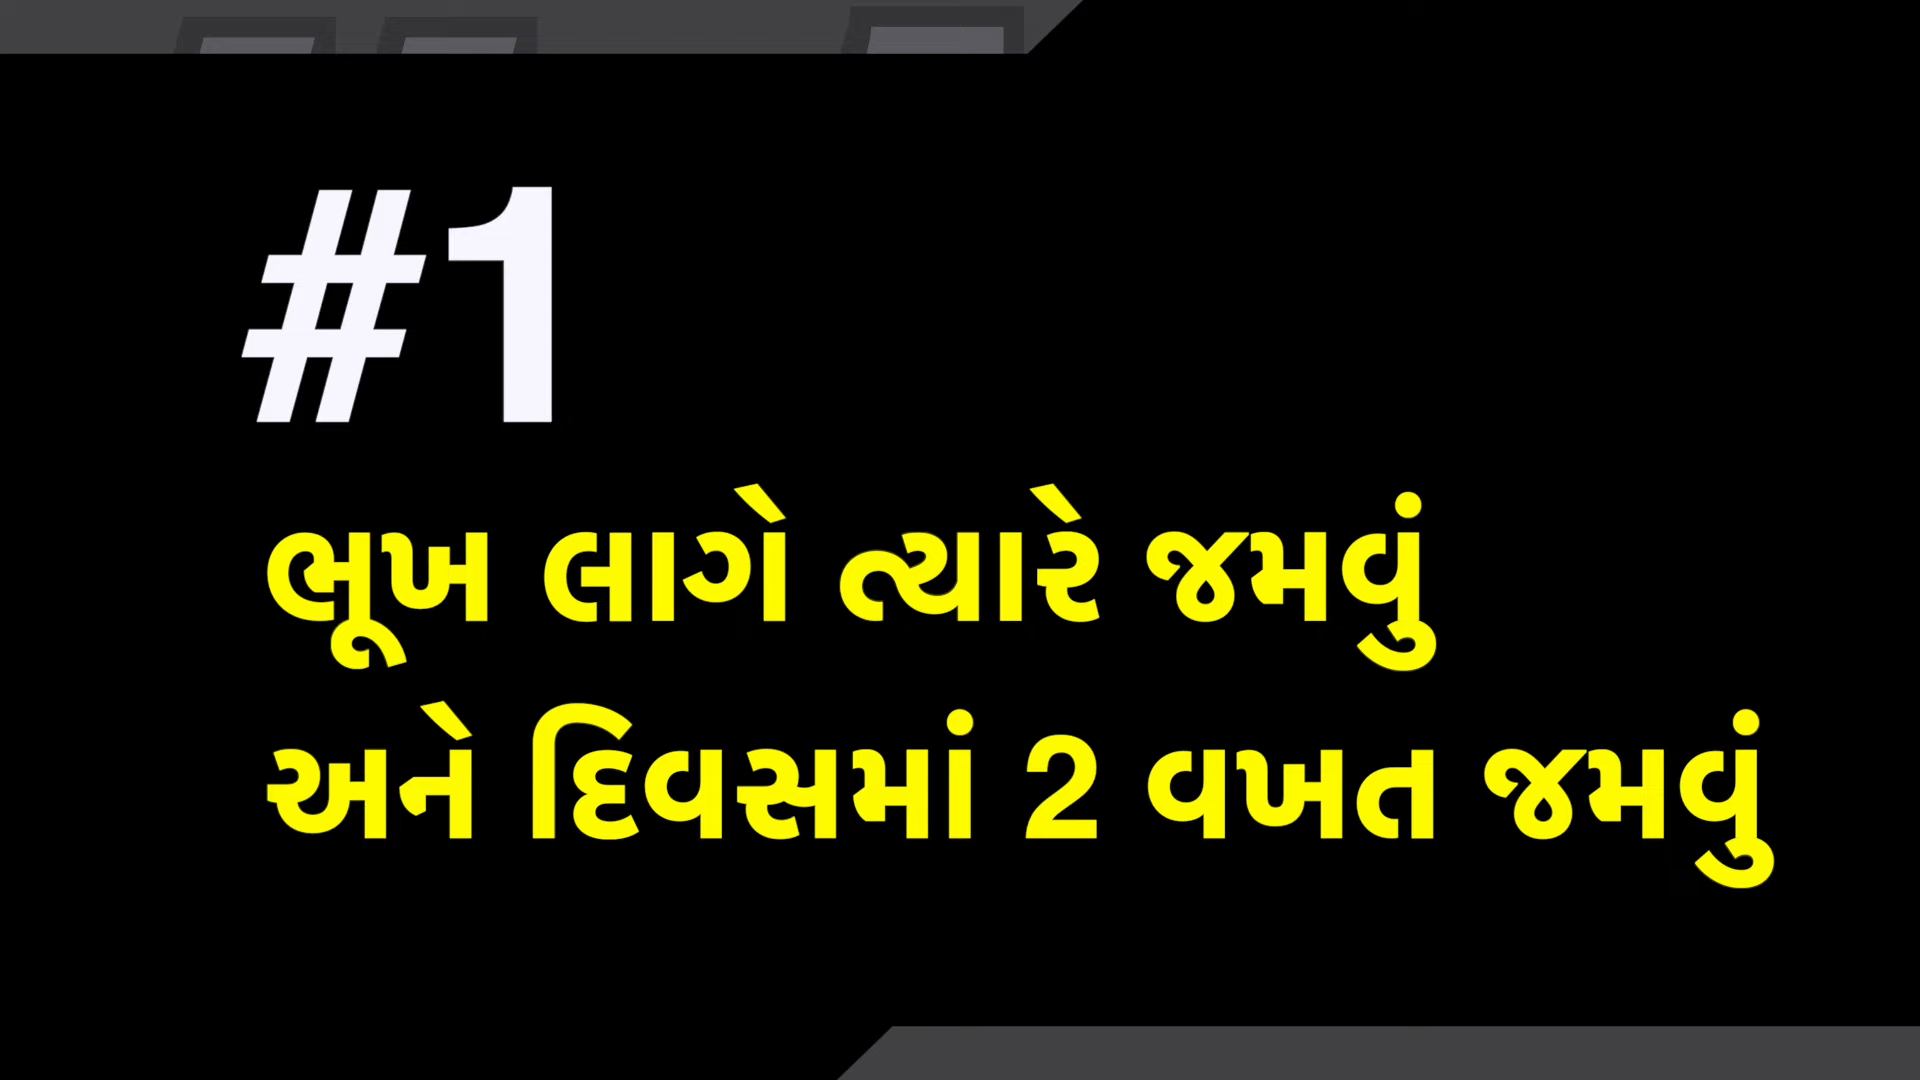 #1
ભૂખ લાગે ત્યારે જમવું
અને દિવસમાં 2 વખત જમવું